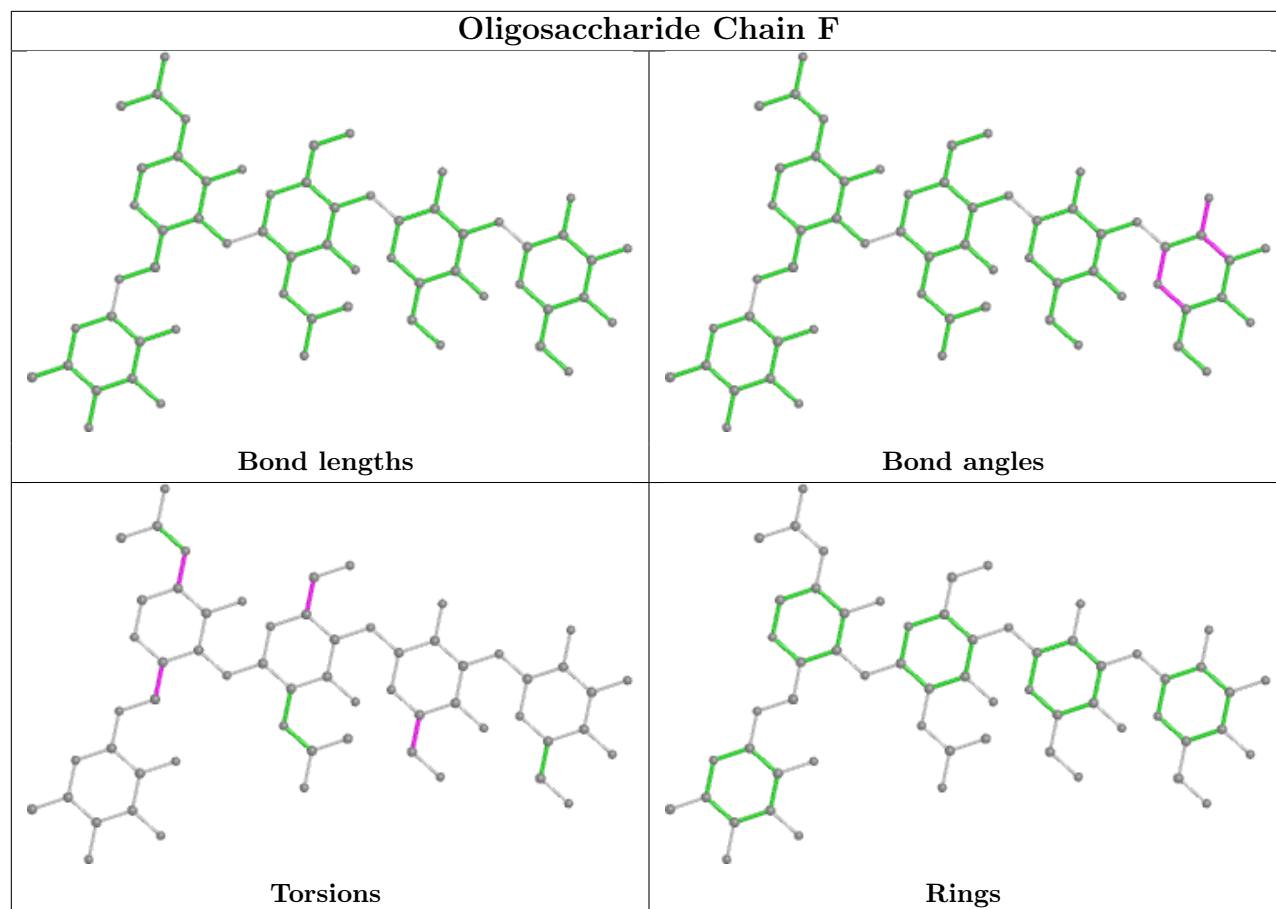 Oligosaccharide Chain F
Bond lengths
Bond angles
Torsions
Rings